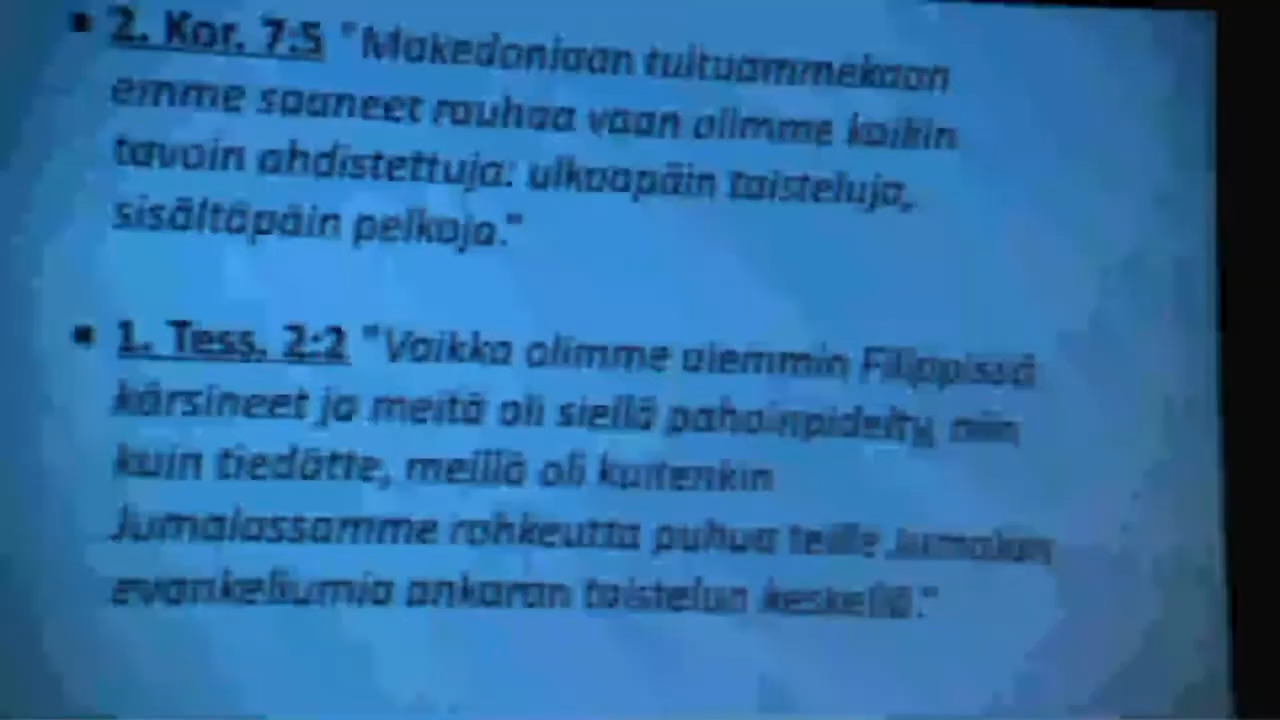 ▪ 2. Kor. 7:5 "Makedoniaan tultuammekaan
emme saaneet rauhaa vaan olimme kaikin
tavoin ahdistettuja: ulkoapäin taisteluja,
sisältäpäin pelkoja."
▪ 1. Tess. 2:2 "Vaikka olimme aiemmin Filippissä
kärsineet ja meitä oli siellä pahoinpidelty, niin
kuin tiedätte, meillä oli kuitenkin
Jumalassamme rohkeutta puhua teille Jumalan
evankeliumia ankaran taistelun keskellä."